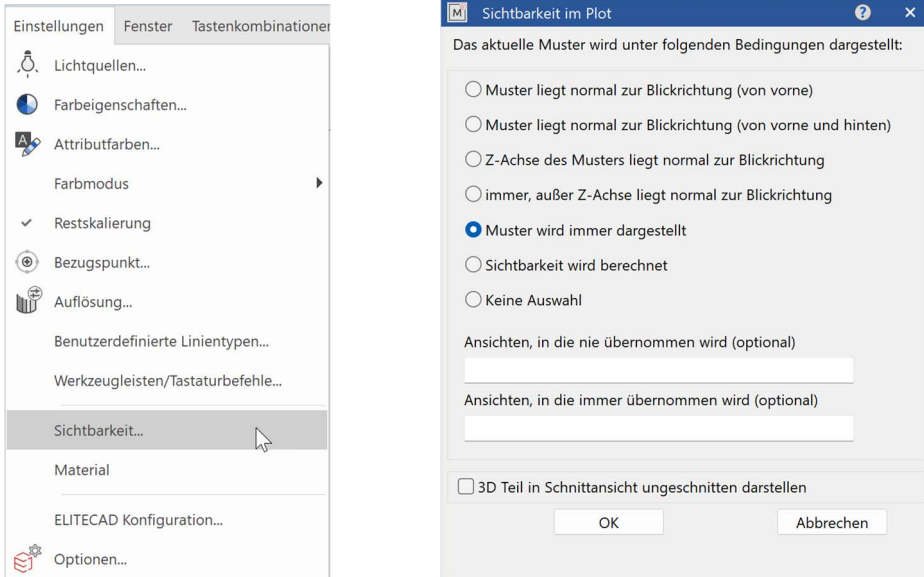 Einstellungen Fenster Tastenkombinationen
Lichtquellen...
Farbeigenschaften...
Attributfarben...
Farbmodus
Restskalierung
Bezugspunkt...
Auflösung...
Benutzerdefinierte Linientypen...
Werkzeugleisten/Tastaturbefehle...
Sichtbarkeit...
Material
ELITECAD Konfiguration...
Optionen...
M Sichtbarkeit im Plot ? ×
Das aktuelle Muster wird unter folgenden Bedingungen dargestellt:
Muster liegt normal zur Blickrichtung (von vorne)
Muster liegt normal zur Blickrichtung (von vorne und hinten)
Z-Achse des Musters liegt normal zur Blickrichtung
immer, außer Z-Achse liegt normal zur Blickrichtung
Muster wird immer dargestellt
Sichtbarkeit wird berechnet
Keine Auswahl
Ansichten, in die nie übernommen wird (optional)
Ansichten, in die immer übernommen wird (optional)
3D Teil in Schnittansicht ungeschnitten darstellen
OK Abbrechen